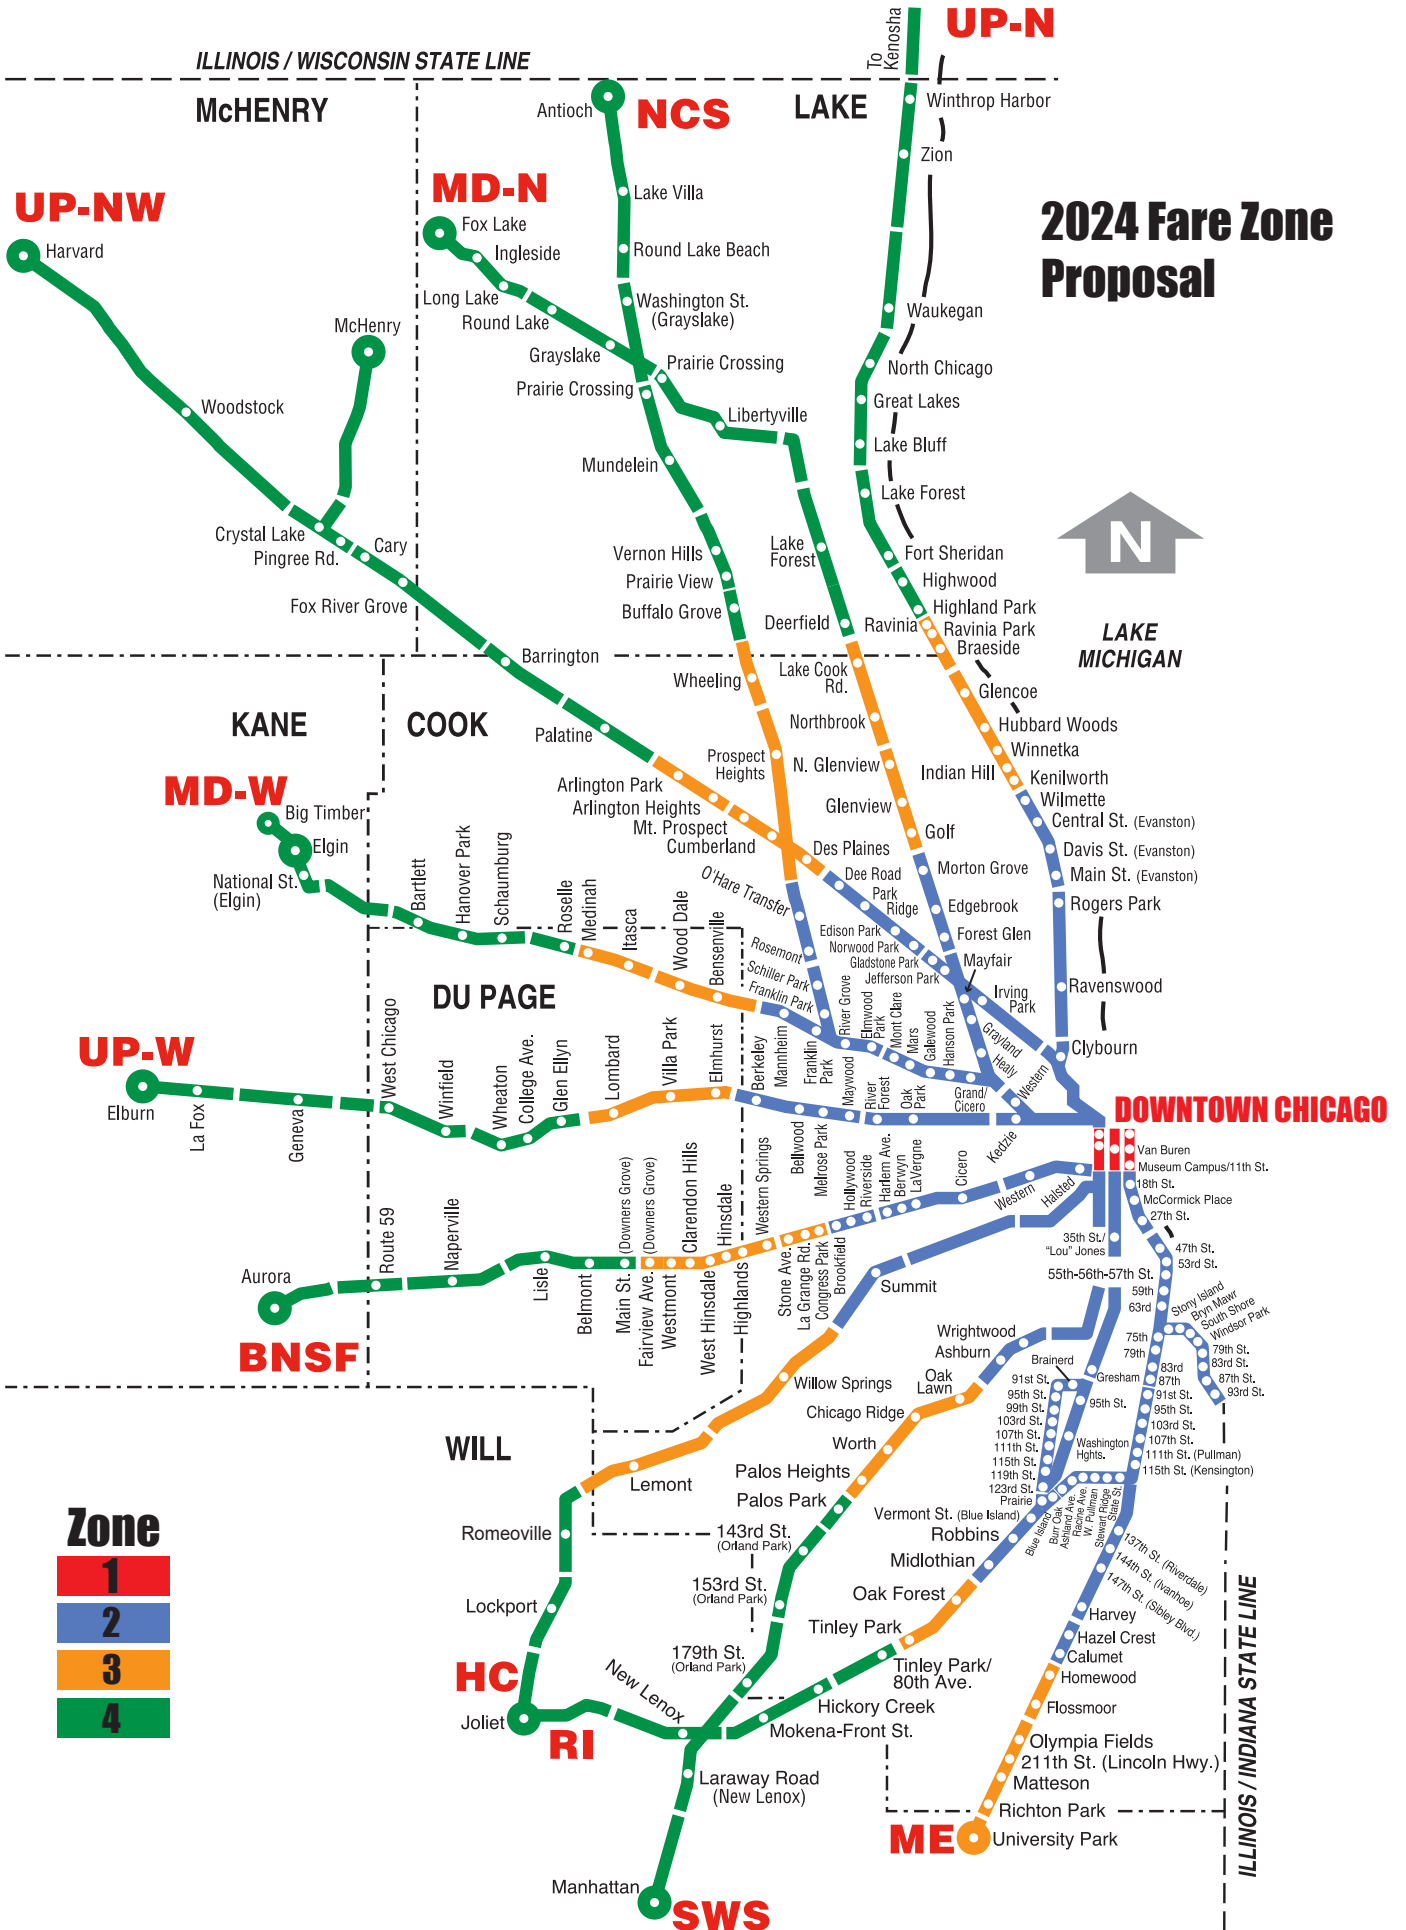 UP-N
To
Kenosha
ILLINOIS / WISCONSIN STATE LINE
McHENRY
Antioch
NCS
LAKE
Winthrop Harbor
Zion
UP-NW
Harvard
MD-N
Fox Lake
Ingleside
Long Lake
Round Lake
Lake Villa
Round Lake Beach
Washington St.
(Grayslake)
2024 Fare Zone
Proposal
Waukegan
McHenry
Grayslake
Prairie Crossing
Prairie Crossing
North Chicago
Great Lakes
Woodstock
Libertyville
Lake Bluff
Mundelein
Lake Forest
N
Crystal Lake
Pingree Rd.
Cary
Fox River Grove
Vernon Hills
Prairie View
Buffalo Grove
Lake
Forest
Deerfield
Fort Sheridan
Highwood
Highland Park
Ravinia
Ravinia Park
Braeside
LAKE
MICHIGAN
Barrington
Wheeling
Lake Cook
Rd.
Glencoe
KANE
COOK
Palatine
Northbrook
Hubbard Woods
Winnetka
Prospect
Heights
N. Glenview
Indian Hill
Kenilworth
Wilmette
MD-W
Big Timber
Elgin
National St.
(Elgin)
Arlington Park
Arlington Heights
Mt. Prospect
Cumberland
Glenview
Golf
Central St. (Evanston)
Davis St. (Evanston)
Main St. (Evanston)
Rogers Park
Des Plaines
Dee Road
Park
Ridge
Morton Grove
Edgebrook
Forest Glen
Mayfair
Edison Park
Norwood Park
Gladstone Park
Jefferson Park
Irving
Park
Ravenswood
Clybourn
Bartlett
Hanover Park
Schaumburg
Roselle
Medinah
Itasca
Wood Dale
Bensenville
O'Hare Transfer
Rosemont
Schiller Park
Franklin Park
DU PAGE
Mannheim
Franklin
Park
River Grove
Elmwood
Park
Mont Clare
Mars
Galewood
Hanson Park
Grand/
Cicero
Grayland
Healy
Western
UP-W
Elburn
La Fox
Geneva
West Chicago
Winfield
Wheaton
College Ave.
Glen Ellyn
Lombard
Villa Park
Elmhurst
Berkeley
Bellwood
Melrose Park
Maywood
River
Forest
Oak
Park
Kedzie
DOWNTOWN CHICAGO
Van Buren
Museum Campus/11th St.
18th St.
McCormick Place
27th St.
47th St.
53rd St.
Aurora
BNSF
Route 59
Naperville
Lisle
Belmont
Main St. (Downers Grove)
Fairview Ave. (Downers Grove)
Westmont
Clarendon Hills
West Hinsdale
Hinsdale
Highlands
Western Springs
Stone Ave.
La Grange Rd.
Congress Park
Brookfield
Hollywood
Riverside
Harlem Ave.
Berwyn
LaVergne
Cicero
Western
Halsted
35th St./
"Lou" Jones
55th-56th-57th St.
59th
63rd
Stony Island
Bryn Mawr
South Shore
Windsor Park
75th
79th
79th St.
83rd St.
87th St.
93rd St.
83rd
87th
91st St.
95th St.
103rd St.
107th St.
111th St. (Pullman)
115th St. (Kensington)
Summit
Wrightwood
Ashburn
Oak
Lawn
Chicago Ridge
Worth
Palos Heights
Palos Park
143rd St.
(Orland Park)
153rd St.
(Orland Park)
179th St.
(Orland Park)
Brainerd
Gresham
91st St.
95th St.
95th St.
99th St.
103rd St.
107th St.
111th St.
115th St.
119th St.
123rd St.
Prairie
Washington
Hghts.
Willow Springs
WILL
Lemont
Romeoville
Lockport
HC
Joliet
RI
New Lenox
Vermont St. (Blue Island)
Robbins
Midlothian
Oak Forest
Tinley Park
Tinley Park/
80th Ave.
Hickory Creek
Mokena-Front St.
Laraway Road
(New Lenox)
Manhattan
SWS
Blue Island
Burr Oak
Ashland Ave.
Racine Ave.
W. Pullman
Stewart Ridge
State St.
137th St. (Riverdale)
144th St. (Ivanhoe)
147th St. (Sibley Blvd.)
Harvey
Hazel Crest
Calumet
Homewood
Flossmoor
Olympia Fields
211th St. (Lincoln Hwy.)
Matteson
Richton Park
ME
University Park
ILLINOIS / INDIANA STATE LINE
Zone
1
2
3
4